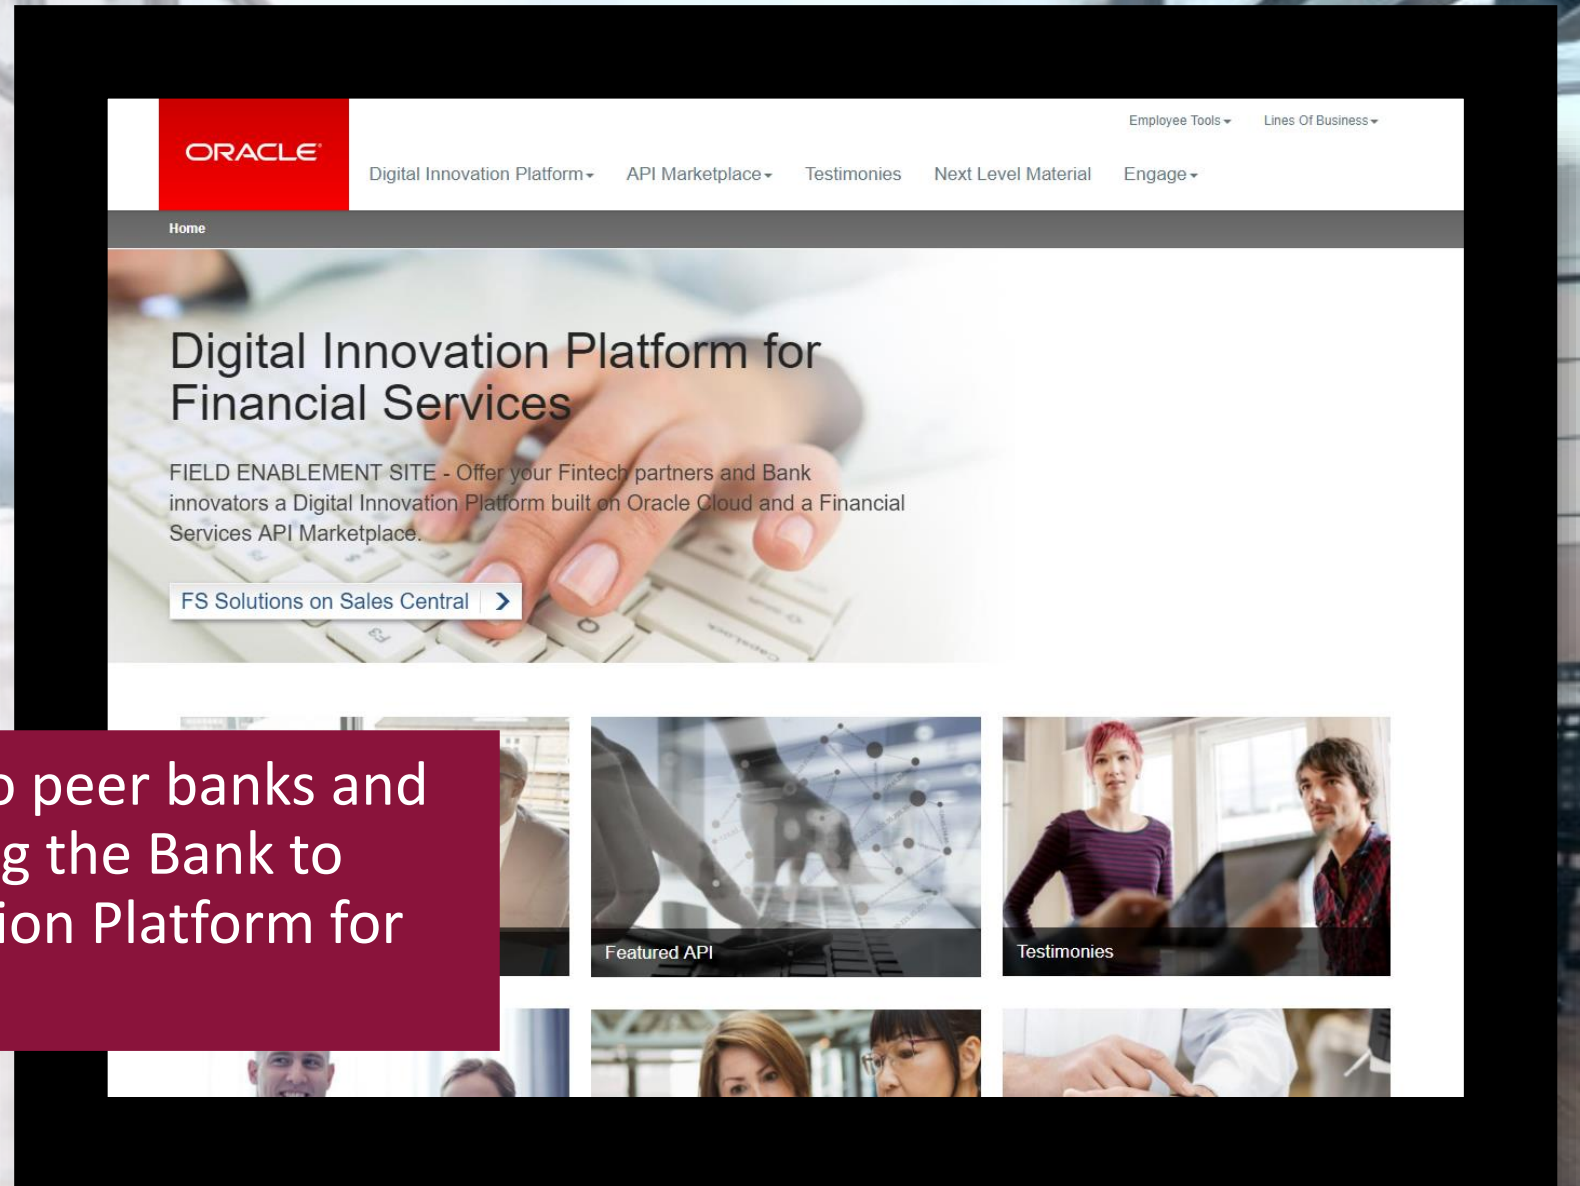 ORACLE
Employee Tools
Lines Of Business
Digital Innovation Platform
API Marketplace
Testimonies
Next Level Material
Engage
Home
Digital Innovation Platform for
Financial Services
FIELD ENABLEMENT SITE - Offer your Fintech partners and Bank
innovators a Digital Innovation Platform built on Oracle Cloud and a Financial
Services API Marketplace.
FS Solutions on Sales Central
peer banks and
the Bank to
Platform for
Featured API
Testimonies